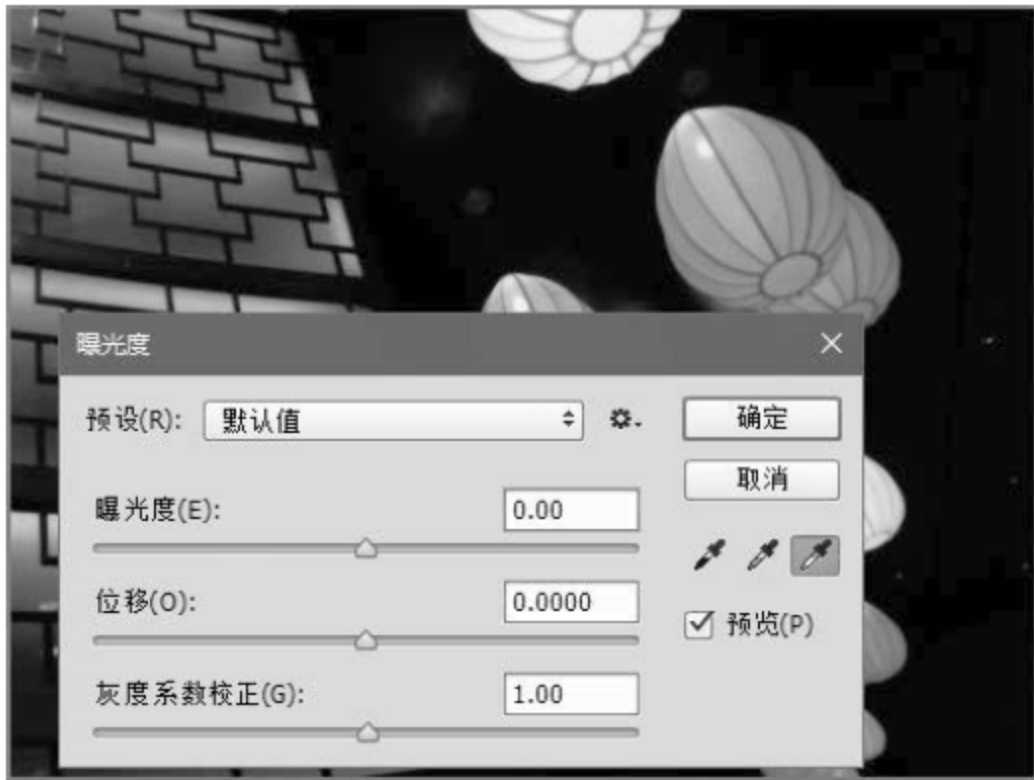 曝光度
预设(R): 默认值
确定
取消
曝光度(E): 0.00
位移(O): 0.0000
预览(P)
灰度系数校正(G): 1.00